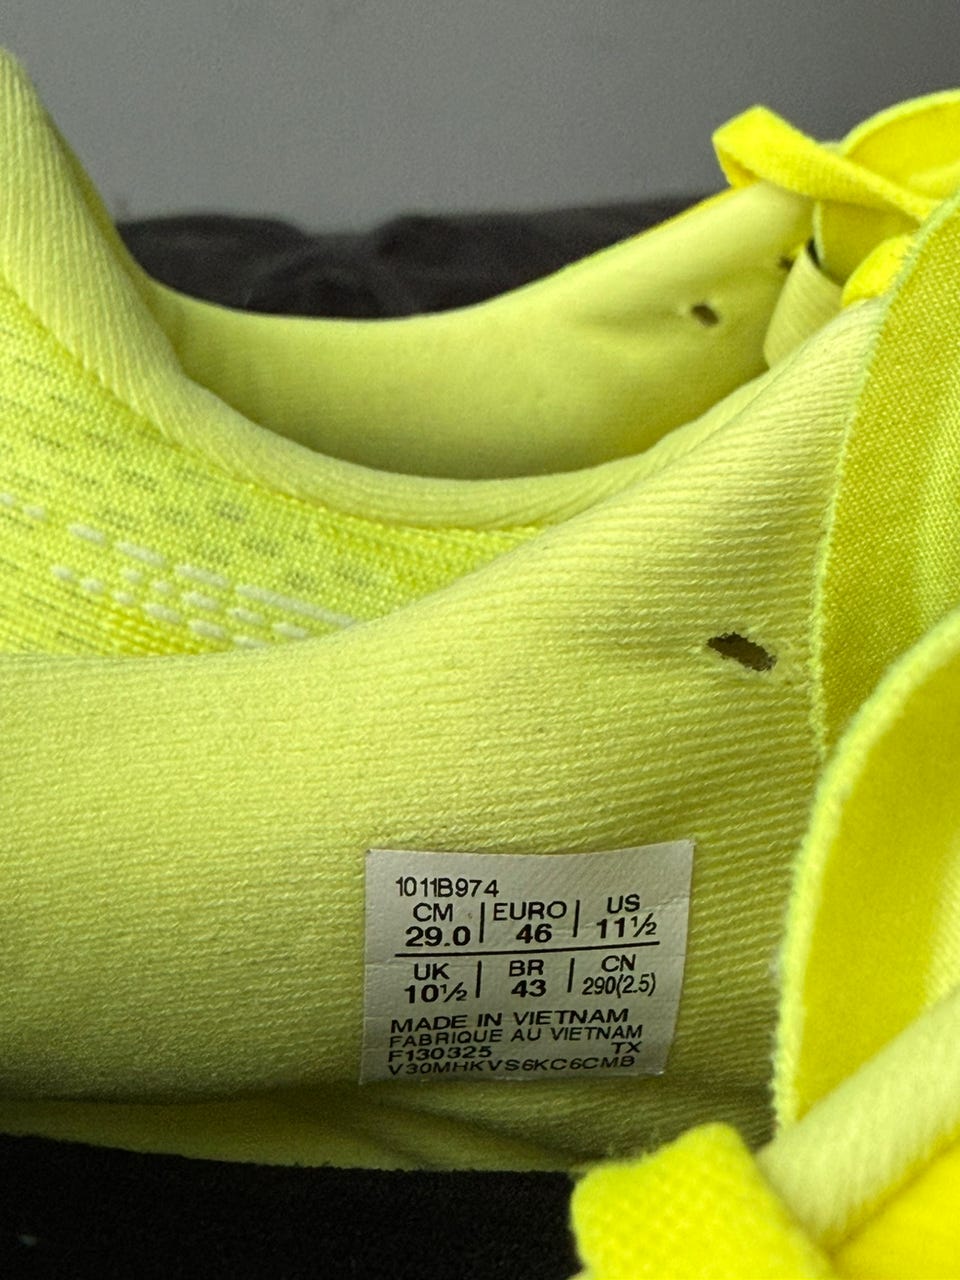 1011B974
CM | EURO | US
29.0 | 46 | 11½
UK | BR | CN
10½ | 43 | 290(2.5)
MADE IN VIETNAM
FABRIQUE AU VIETNAM
F130325 TX
V30MHKVS6KC6CMB